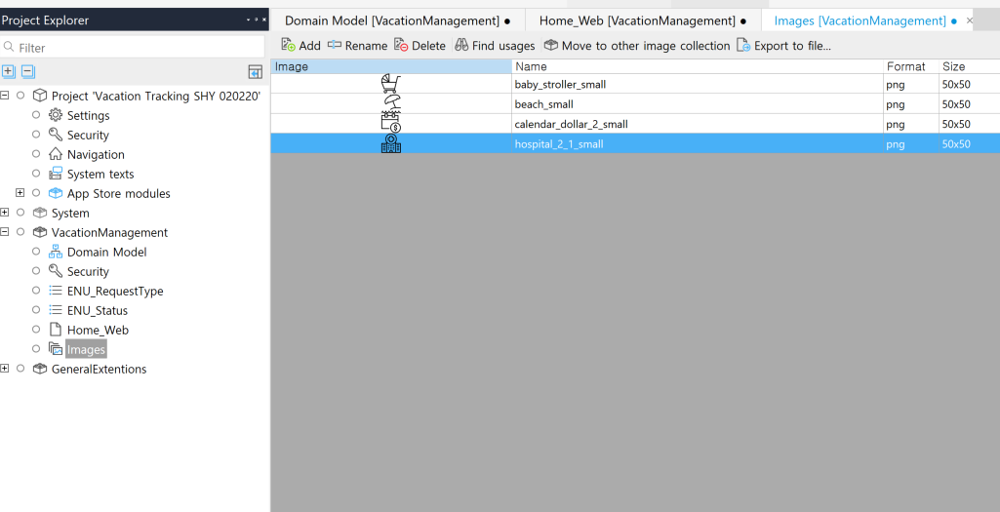 Project Explorer
Filter
Project 'Vacation Tracking SHY 020220'
Settings
Security
Navigation
System texts
App Store modules
System
VacationManagement
Domain Model
Security
ENU_RequestType
ENU_Status
Home_Web
Images
GeneralExtentions
Domain Model [VacationManagement] ● Home_Web [VacationManagement] ● Images [VacationManagement] ● ×
Add Rename Delete Find usages Move to other image collection Export to file...
Image Name Format Size
baby_stroller_small png 50x50
beach_small png 50x50
calendar_dollar_2_small png 50x50
hospital_2_1_small png 50x50